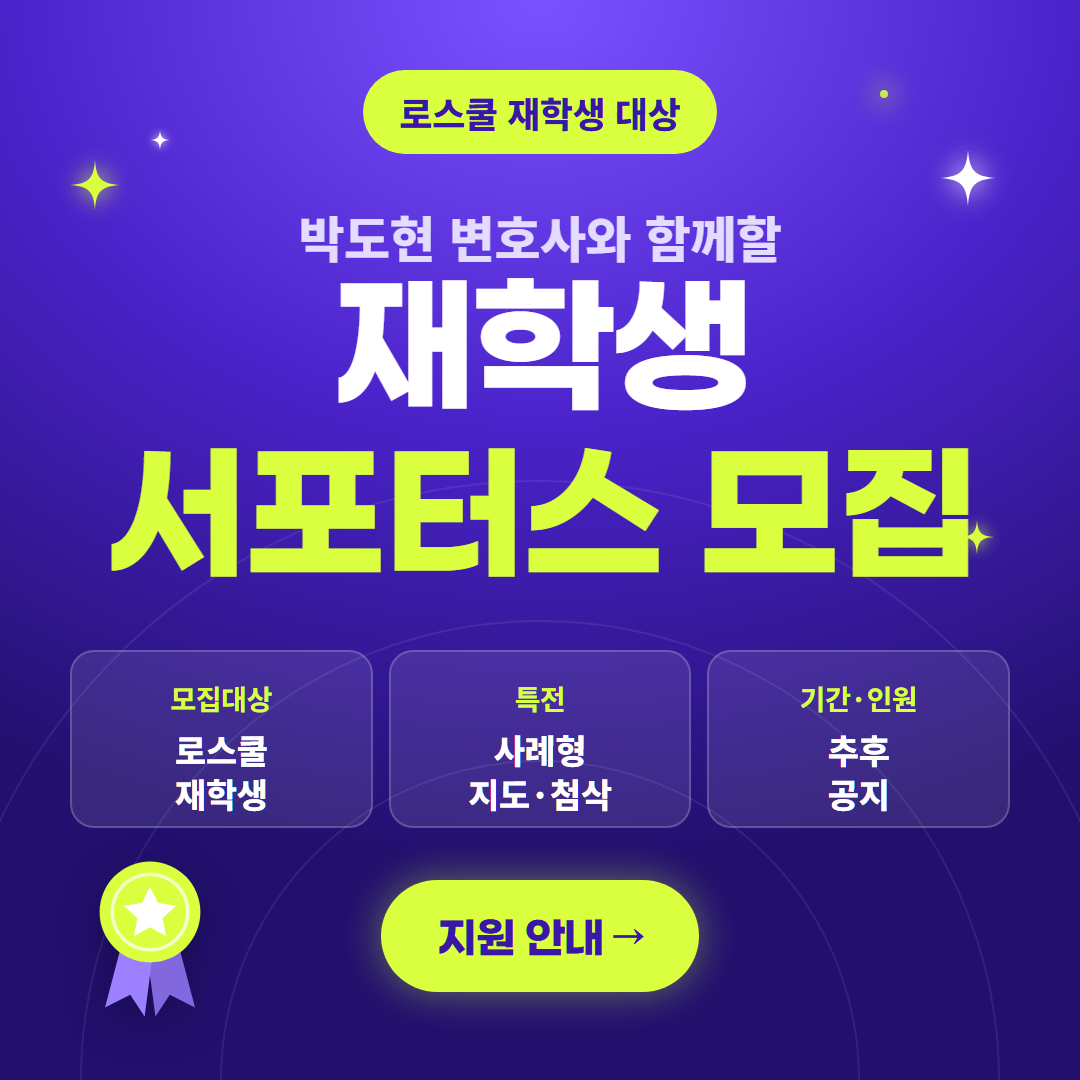 로스쿨 재학생 대상
박도현 변호사와 함께할
재학생
서포터스 모집
모집대상
로스쿨
재학생
특전
사례형
지도·첨삭
기간·인원
추후
공지
지원 안내 →